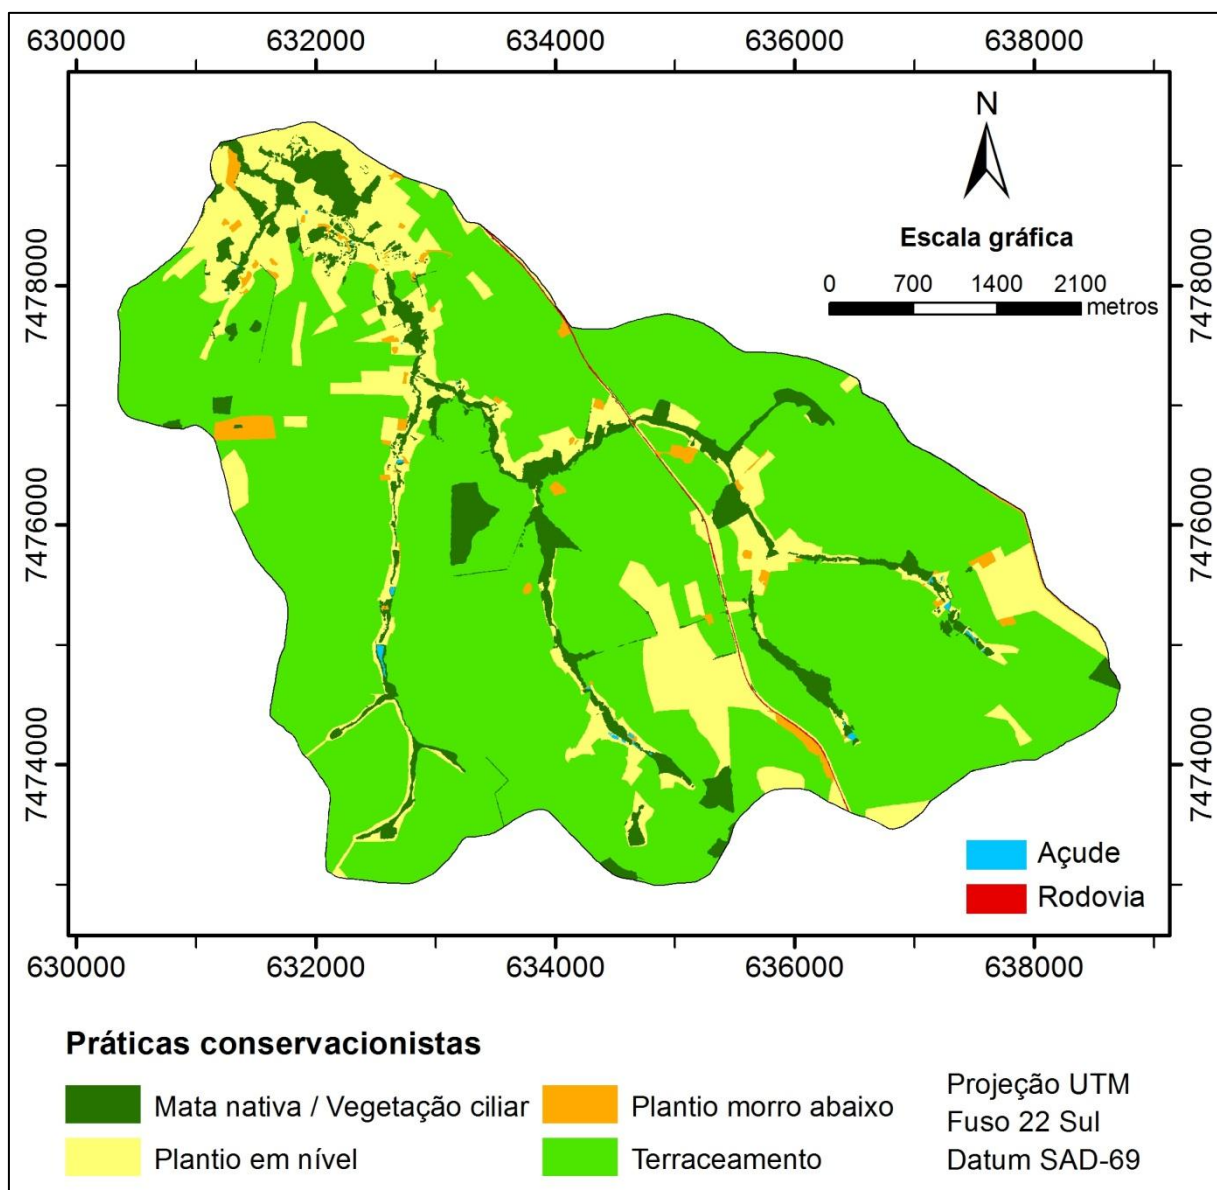 630000 632000 634000 636000 638000
N
Escala gráfica
0 700 1400 2100
metros
7478000 7478000
7476000 7476000
7474000 7474000
Açude
Rodovia
630000 632000 634000 636000 638000
Práticas conservacionistas
Mata nativa / Vegetação ciliar
Plantio morro abaixo
Plantio em nível
Terraceamento
Projeção UTM
Fuso 22 Sul
Datum SAD-69